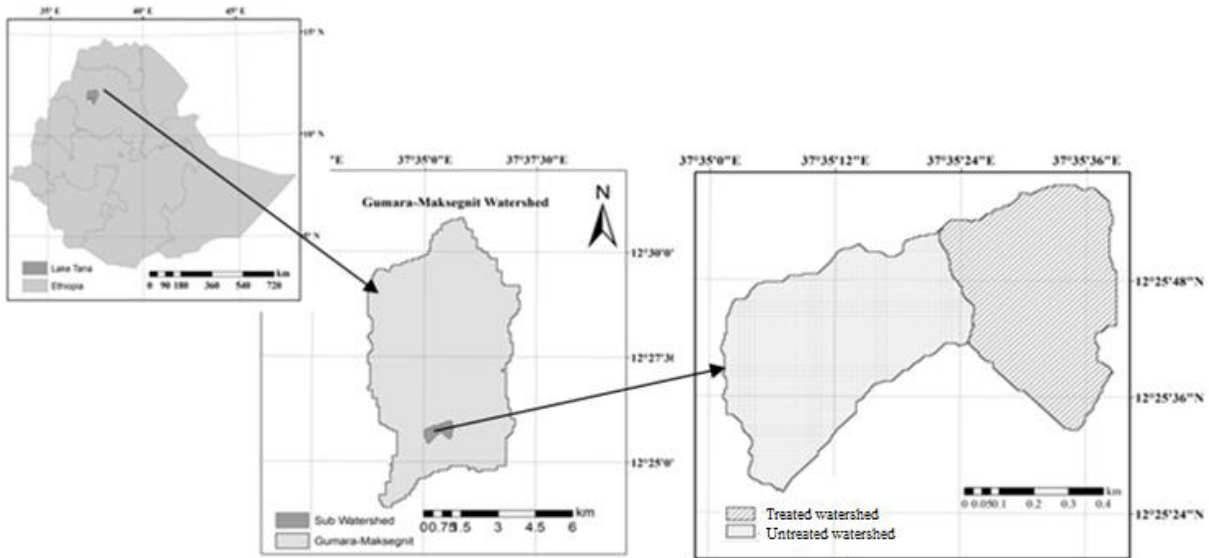 35° E 40° E 45° E
15° N
10° N
5° N
Lake Tana
Ethiopia
km
0 90 180 360 540 720
37°35'0"E 37°37'30"E
Gumara-Maksegnit Watershed
N
12°30'0"
12°27'30
12°25'0"
km
0 0.75 1.5 3 4.5 6
Sub Watershed
Gumara-Maksegnit
37°35'0"E 37°35'12"E 37°35'24"E 37°35'36"E
12°25'48"N
12°25'36"N
12°25'24"N
km
0 0.05 0.1 0.2 0.3 0.4
Treated watershed
Untreated watershed